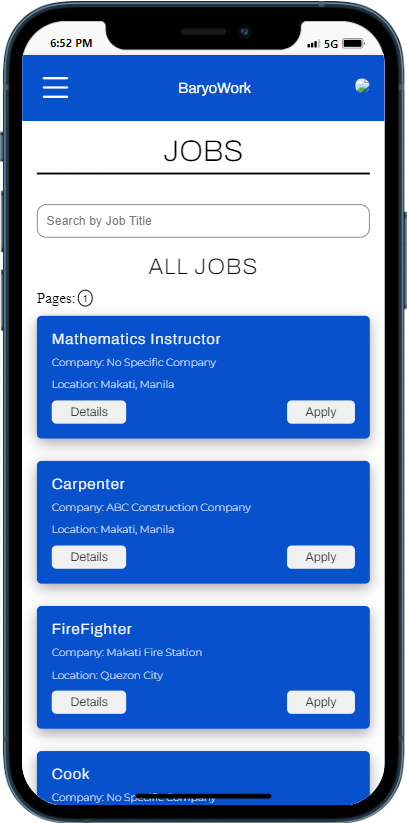 6:52 PM 5G
BaryoWork
JOBS
Search by Job Title
ALL JOBS
Pages: 1
Mathematics Instructor
Company: No Specific Company
Location: Makati, Manila
Details Apply
Carpenter
Company: ABC Construction Company
Location: Makati, Manila
Details Apply
FireFighter
Company: Makati Fire Station
Location: Quezon City
Details Apply
Cook
Company: No Specific Company